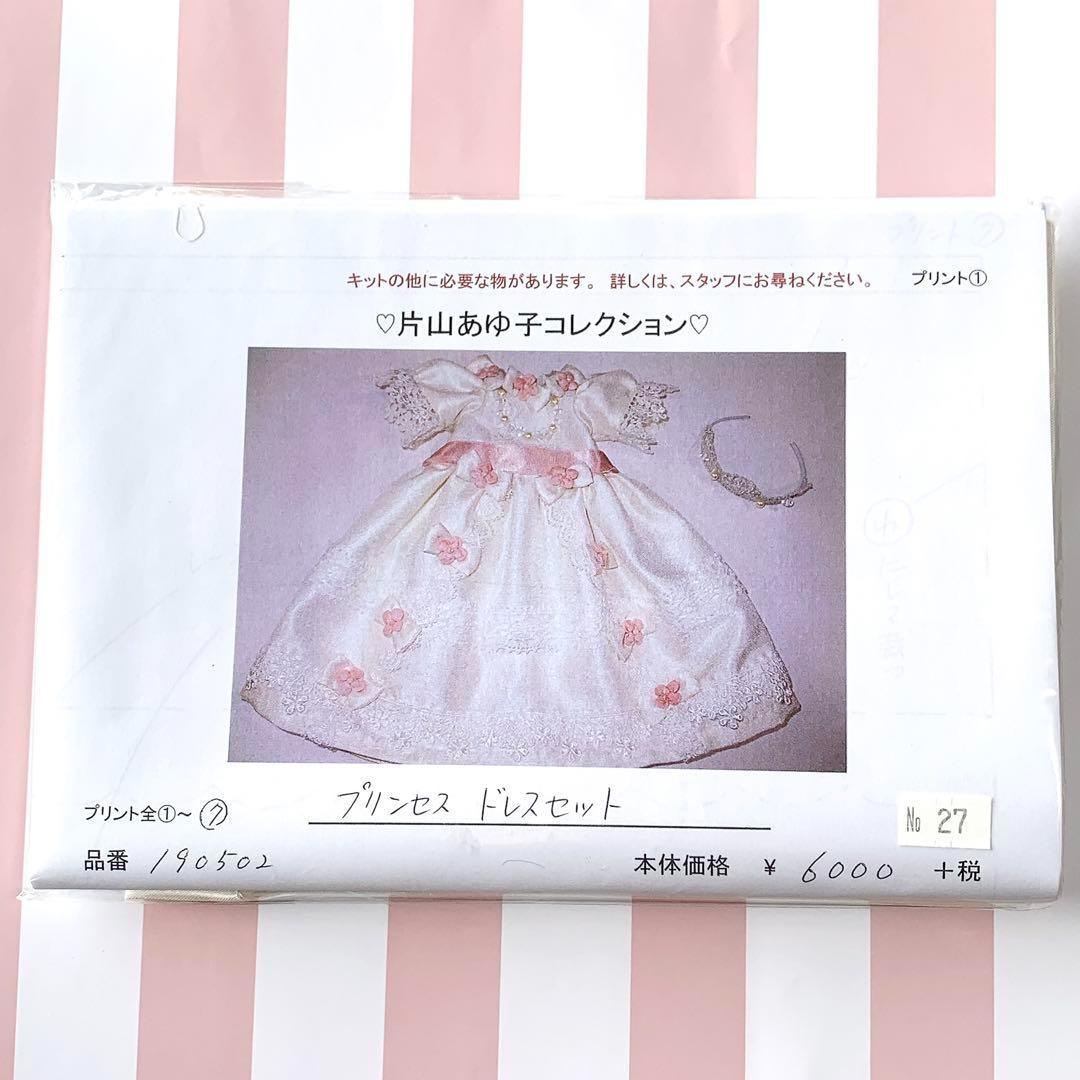 キットの他に必要な物があります。 詳しくは、スタッフにお尋ねください。 プリント①
♡片山あゆ子コレクション♡
プリント全①～⑦ プリンセス ドレスセット
№ 27
品番 190502 本体価格 ¥ 6000 +税